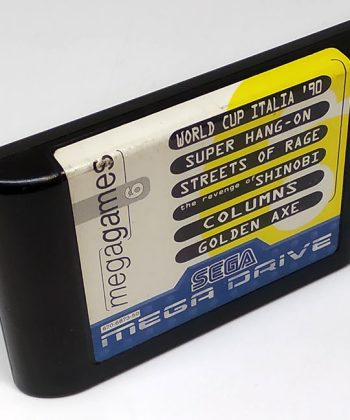 megagames
6
WORLD CUP ITALIA '90
SUPER HANG-ON
STREETS OF RAGE
the revenge of SHINOBI
COLUMNS
GOLDEN AXE
SEGA
MEGA DRIVE